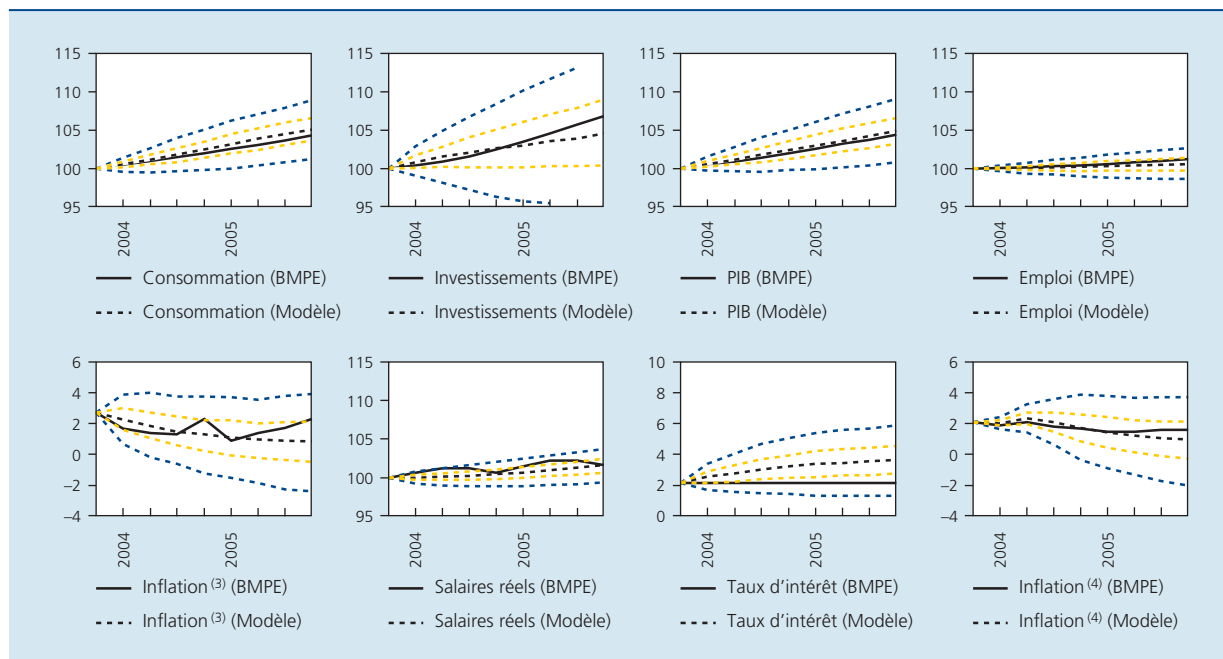 115 115 115 115
110 110 110 110
105 105 105 105
100 100 100 100
95 95 95 95
2004 2005 2004 2005 2004 2005 2004 2005
Consommation (BMPE) Investissements (BMPE) PIB (BMPE) Emploi (BMPE)
Consommation (Modèle) Investissements (Modèle) PIB (Modèle) Emploi (Modèle)
6 115 10 6
4 110 8 4
2 6 2
0 105 4 0
–2 100 2 –2
–4 95 0 –4
2004 2005 2004 2005 2004 2005 2004 2005
Inflation (3) (BMPE) Salaires réels (BMPE) Taux d’intérêt (BMPE) Inflation (4) (BMPE)
Inflation (3) (Modèle) Salaires réels (Modèle) Taux d’intérêt (Modèle) Inflation (4) (Modèle)